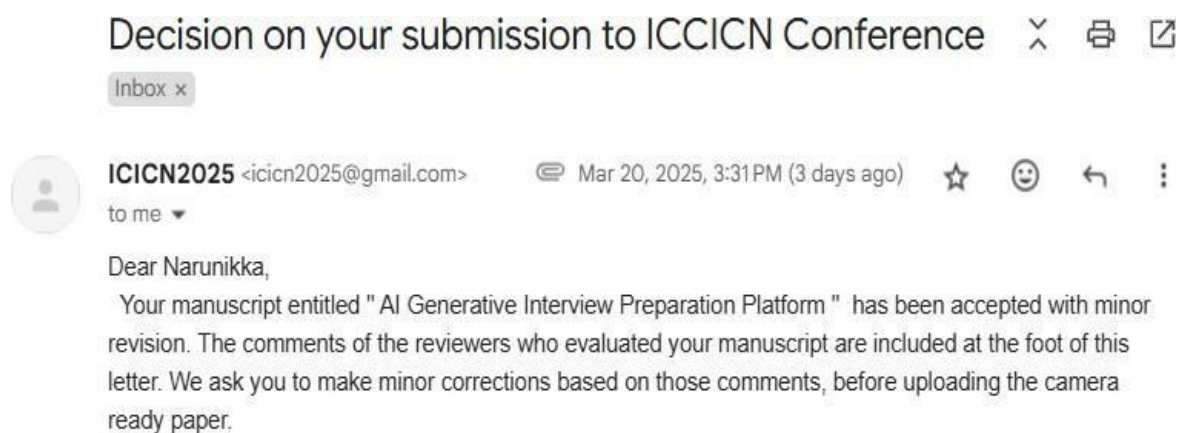 Decision on your submission to ICCICN Conference
Inbox ×
ICICN2025 <icicn2025@gmail.com> Mar 20, 2025, 3:31 PM (3 days ago)
to me
Dear Narunikka,
Your manuscript entitled " AI Generative Interview Preparation Platform " has been accepted with minor
revision. The comments of the reviewers who evaluated your manuscript are included at the foot of this
letter. We ask you to make minor corrections based on those comments, before uploading the camera
ready paper.